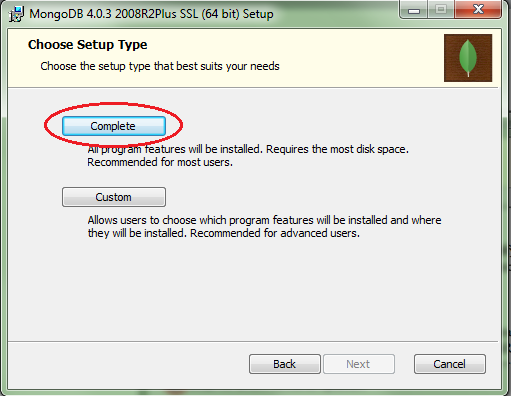 MongoDB 4.0.3 2008R2Plus SSL (64 bit) Setup
Choose Setup Type
Choose the setup type that best suits your needs
Complete
All program features will be installed. Requires the most disk space.
Recommended for most users.
Custom
Allows users to choose which program features will be installed and where
they will be installed. Recommended for advanced users.
Back
Next
Cancel